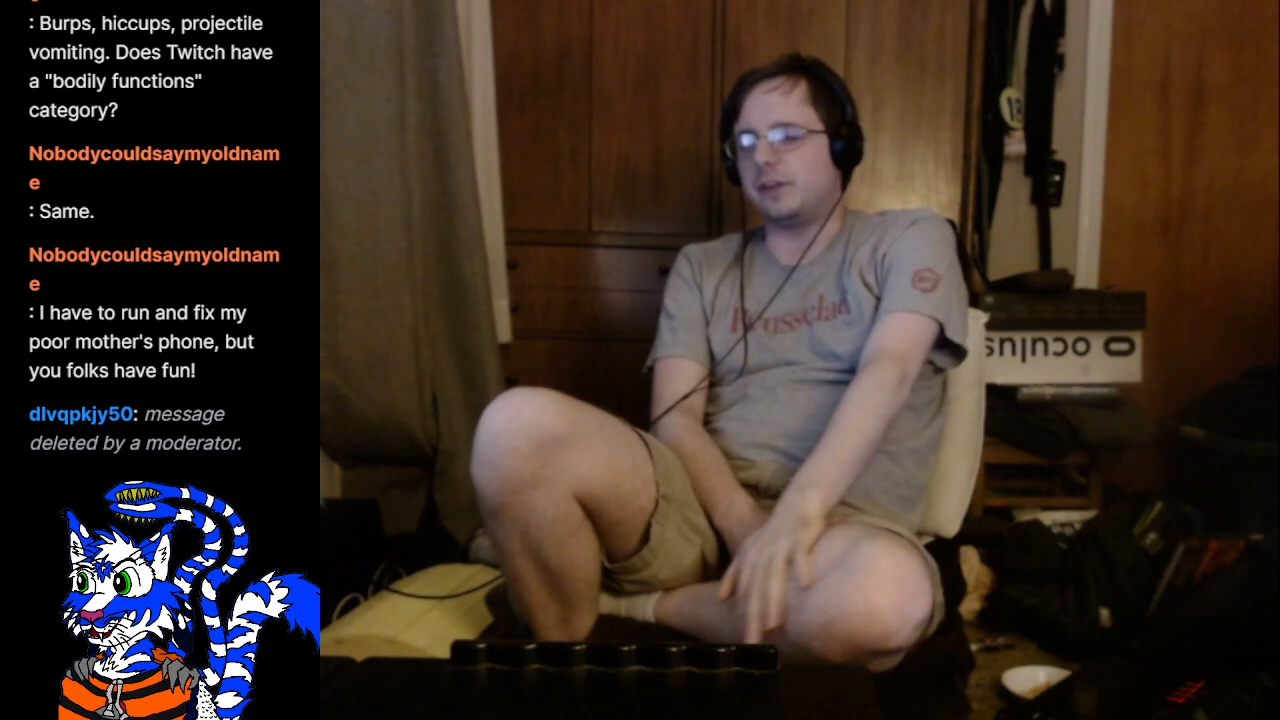 : Burps, hiccups, projectile
vomiting. Does Twitch have
a "bodily functions"
category?
Nobodycouldsaymyoldnam
e
: Same.
Nobodycouldsaymyoldnam
e
: I have to run and fix my
poor mother's phone, but
you folks have fun!
dlvqpkjy50: message
deleted by a moderator.
18
oculus